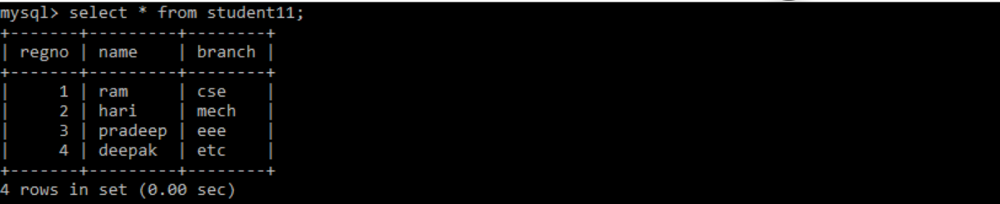 mysql> select * from student11;
+-------+---------+--------+
| regno | name    | branch |
+-------+---------+--------+
|     1 | ram     | cse    |
|     2 | hari    | mech   |
|     3 | pradeep | eee    |
|     4 | deepak  | etc    |
+-------+---------+--------+
4 rows in set (0.00 sec)